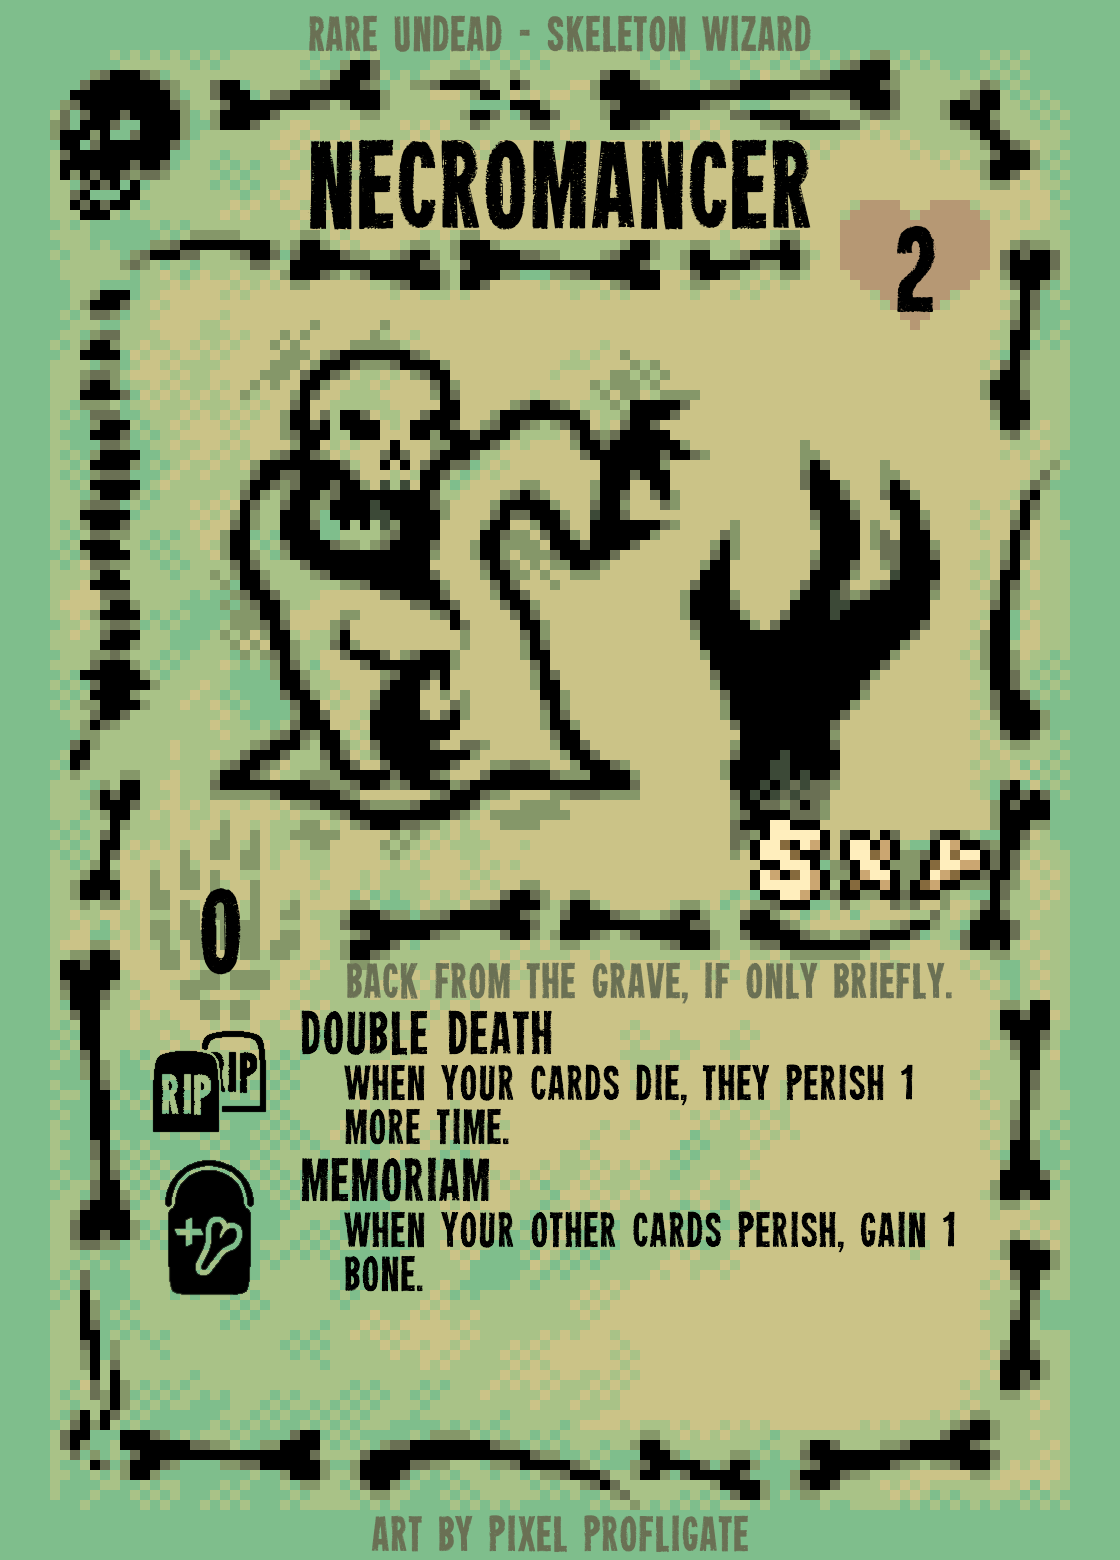 RARE UNDEAD - SKELETON WIZARD
NECROMANCER
2
5 X
0
BACK FROM THE GRAVE, IF ONLY BRIEFLY.
DOUBLE DEATH
RIP
RIP
WHEN YOUR CARDS DIE, THEY PERISH 1
MORE TIME.
MEMORIAM
+
WHEN YOUR OTHER CARDS PERISH, GAIN 1
BONE.
ART BY PIXEL PROFLIGATE